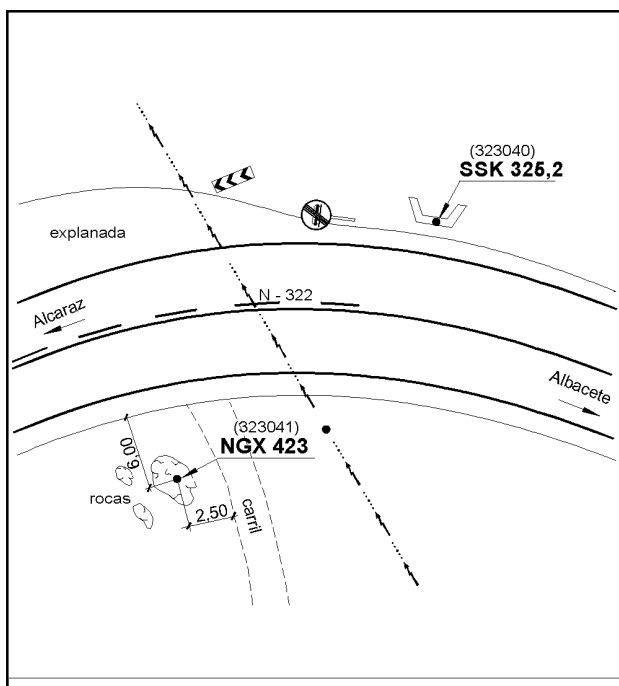 (323040)
SSK 325,2
explanada
N - 322
Alcaraz
Albacete
(323041)
NGX 423
6,00
rocas
2,50
carril